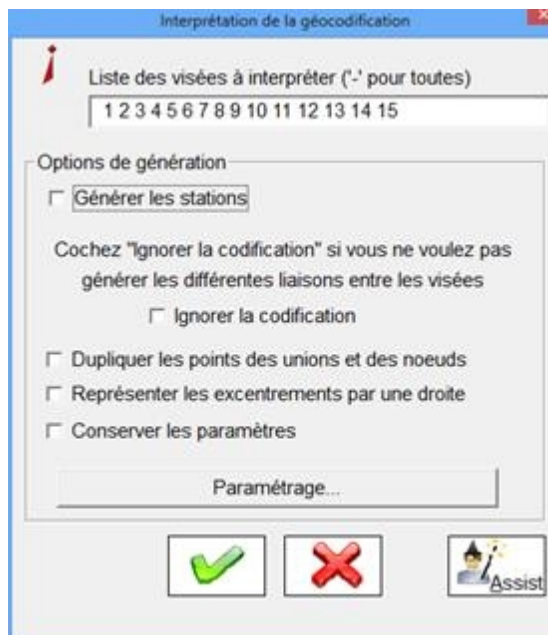 Interprétation de la géocodification
Liste des visées à interpréter ('-' pour toutes)
1 2 3 4 5 6 7 8 9 10 11 12 13 14 15
Options de génération
Générer les stations
Cochez "Ignorer la codification" si vous ne voulez pas
générer les différentes liaisons entre les visées
Ignorer la codification
Dupliquer les points des unions et des noeuds
Représenter les excentrements par une droite
Conserver les paramètres
Paramétrage...
Assist